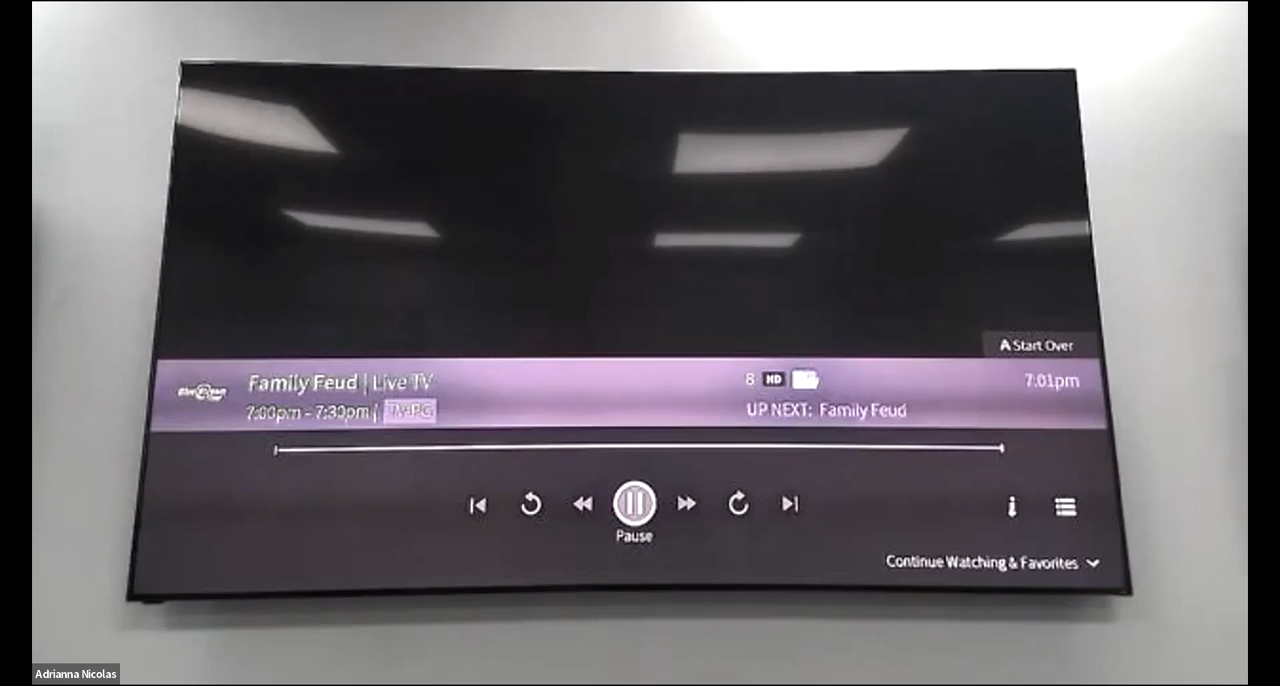 A Start Over
Family Feud | Live TV
8 HD
7:01pm
7:00pm - 7:30pm | TV-PG
UP NEXT: Family Feud
Pause
i
Continue Watching & Favorites
Adrianna Nicolas